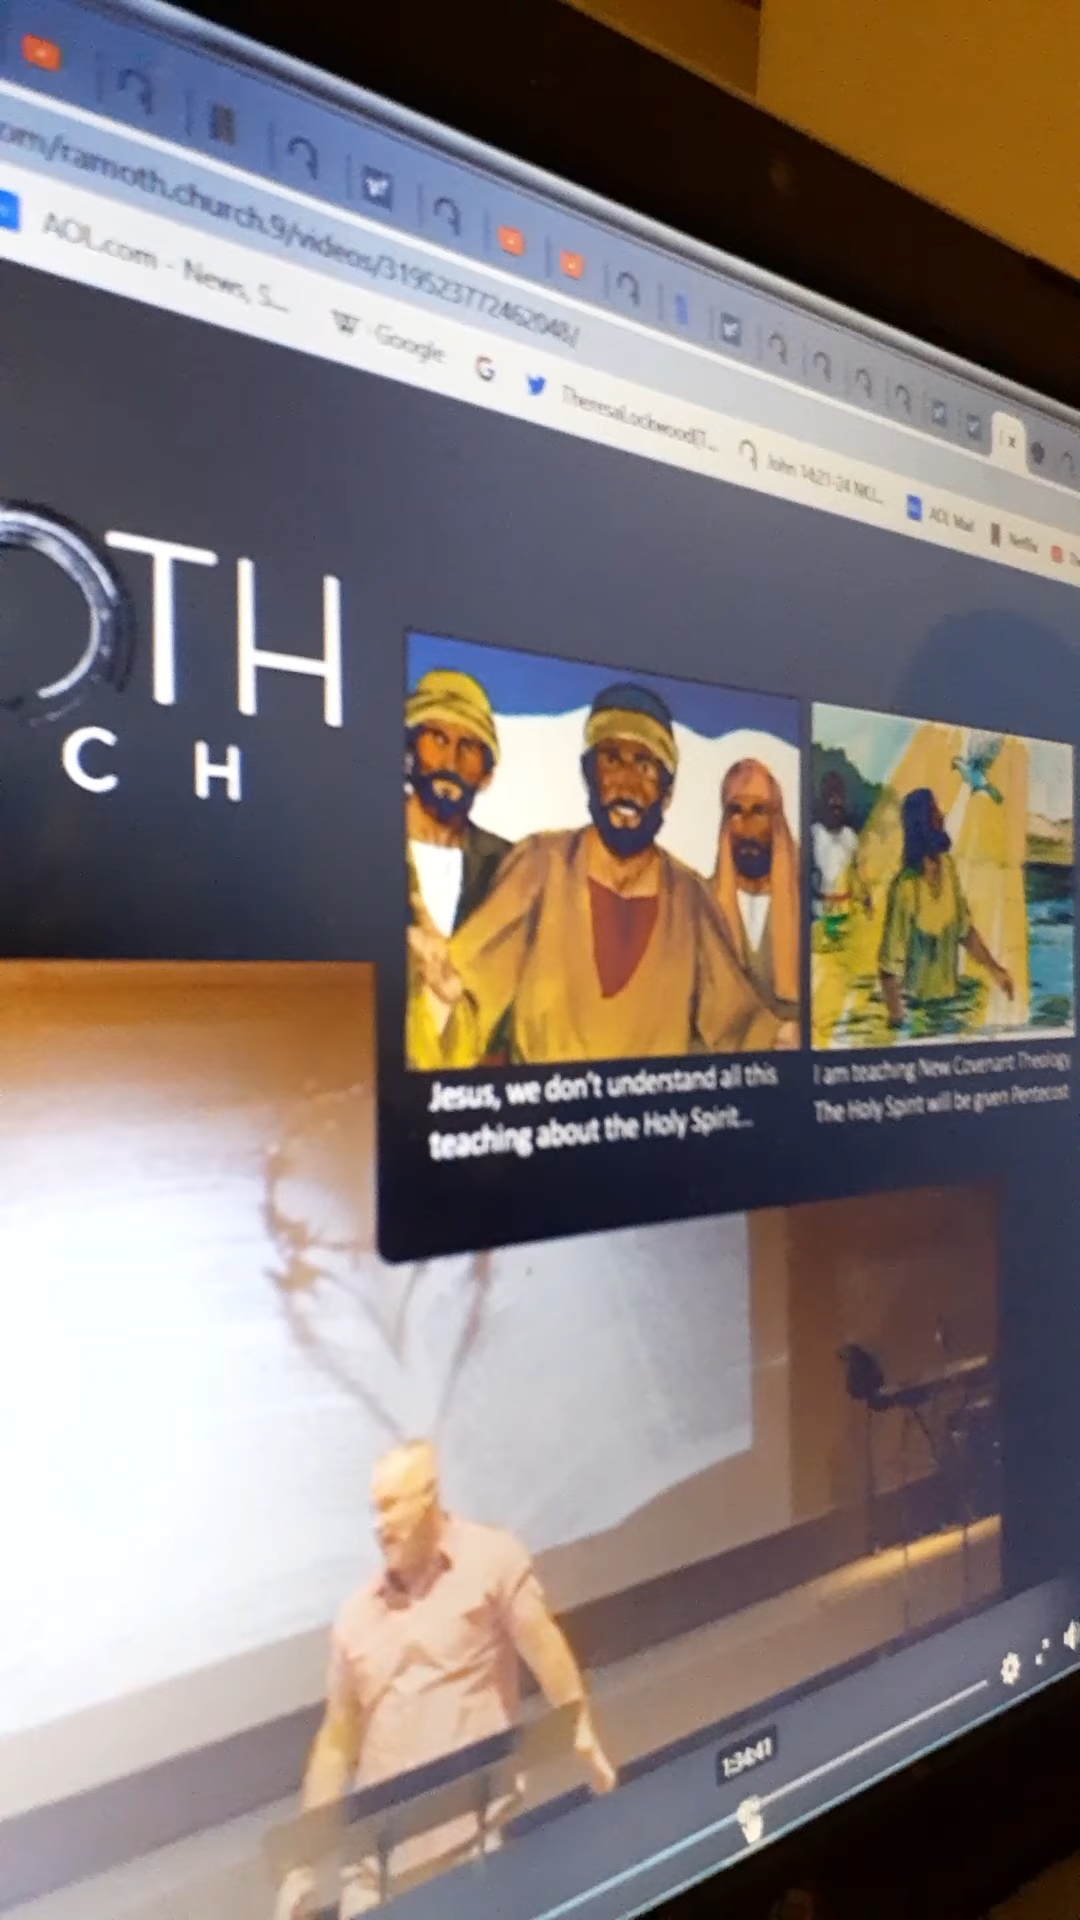 om/ramoth.church.9/videos/319523772462048/
AOL.com - News, S...
Google
TheresaLockwood(T...
John 14:21-24 NKJ...
AOL Mail
Netflix
OTH
C H
Jesus, we don't understand all this
teaching about the Holy Spirit...
I am teaching New Covenant Theology
The Holy Spirit will be given Pentecost
1:34:41